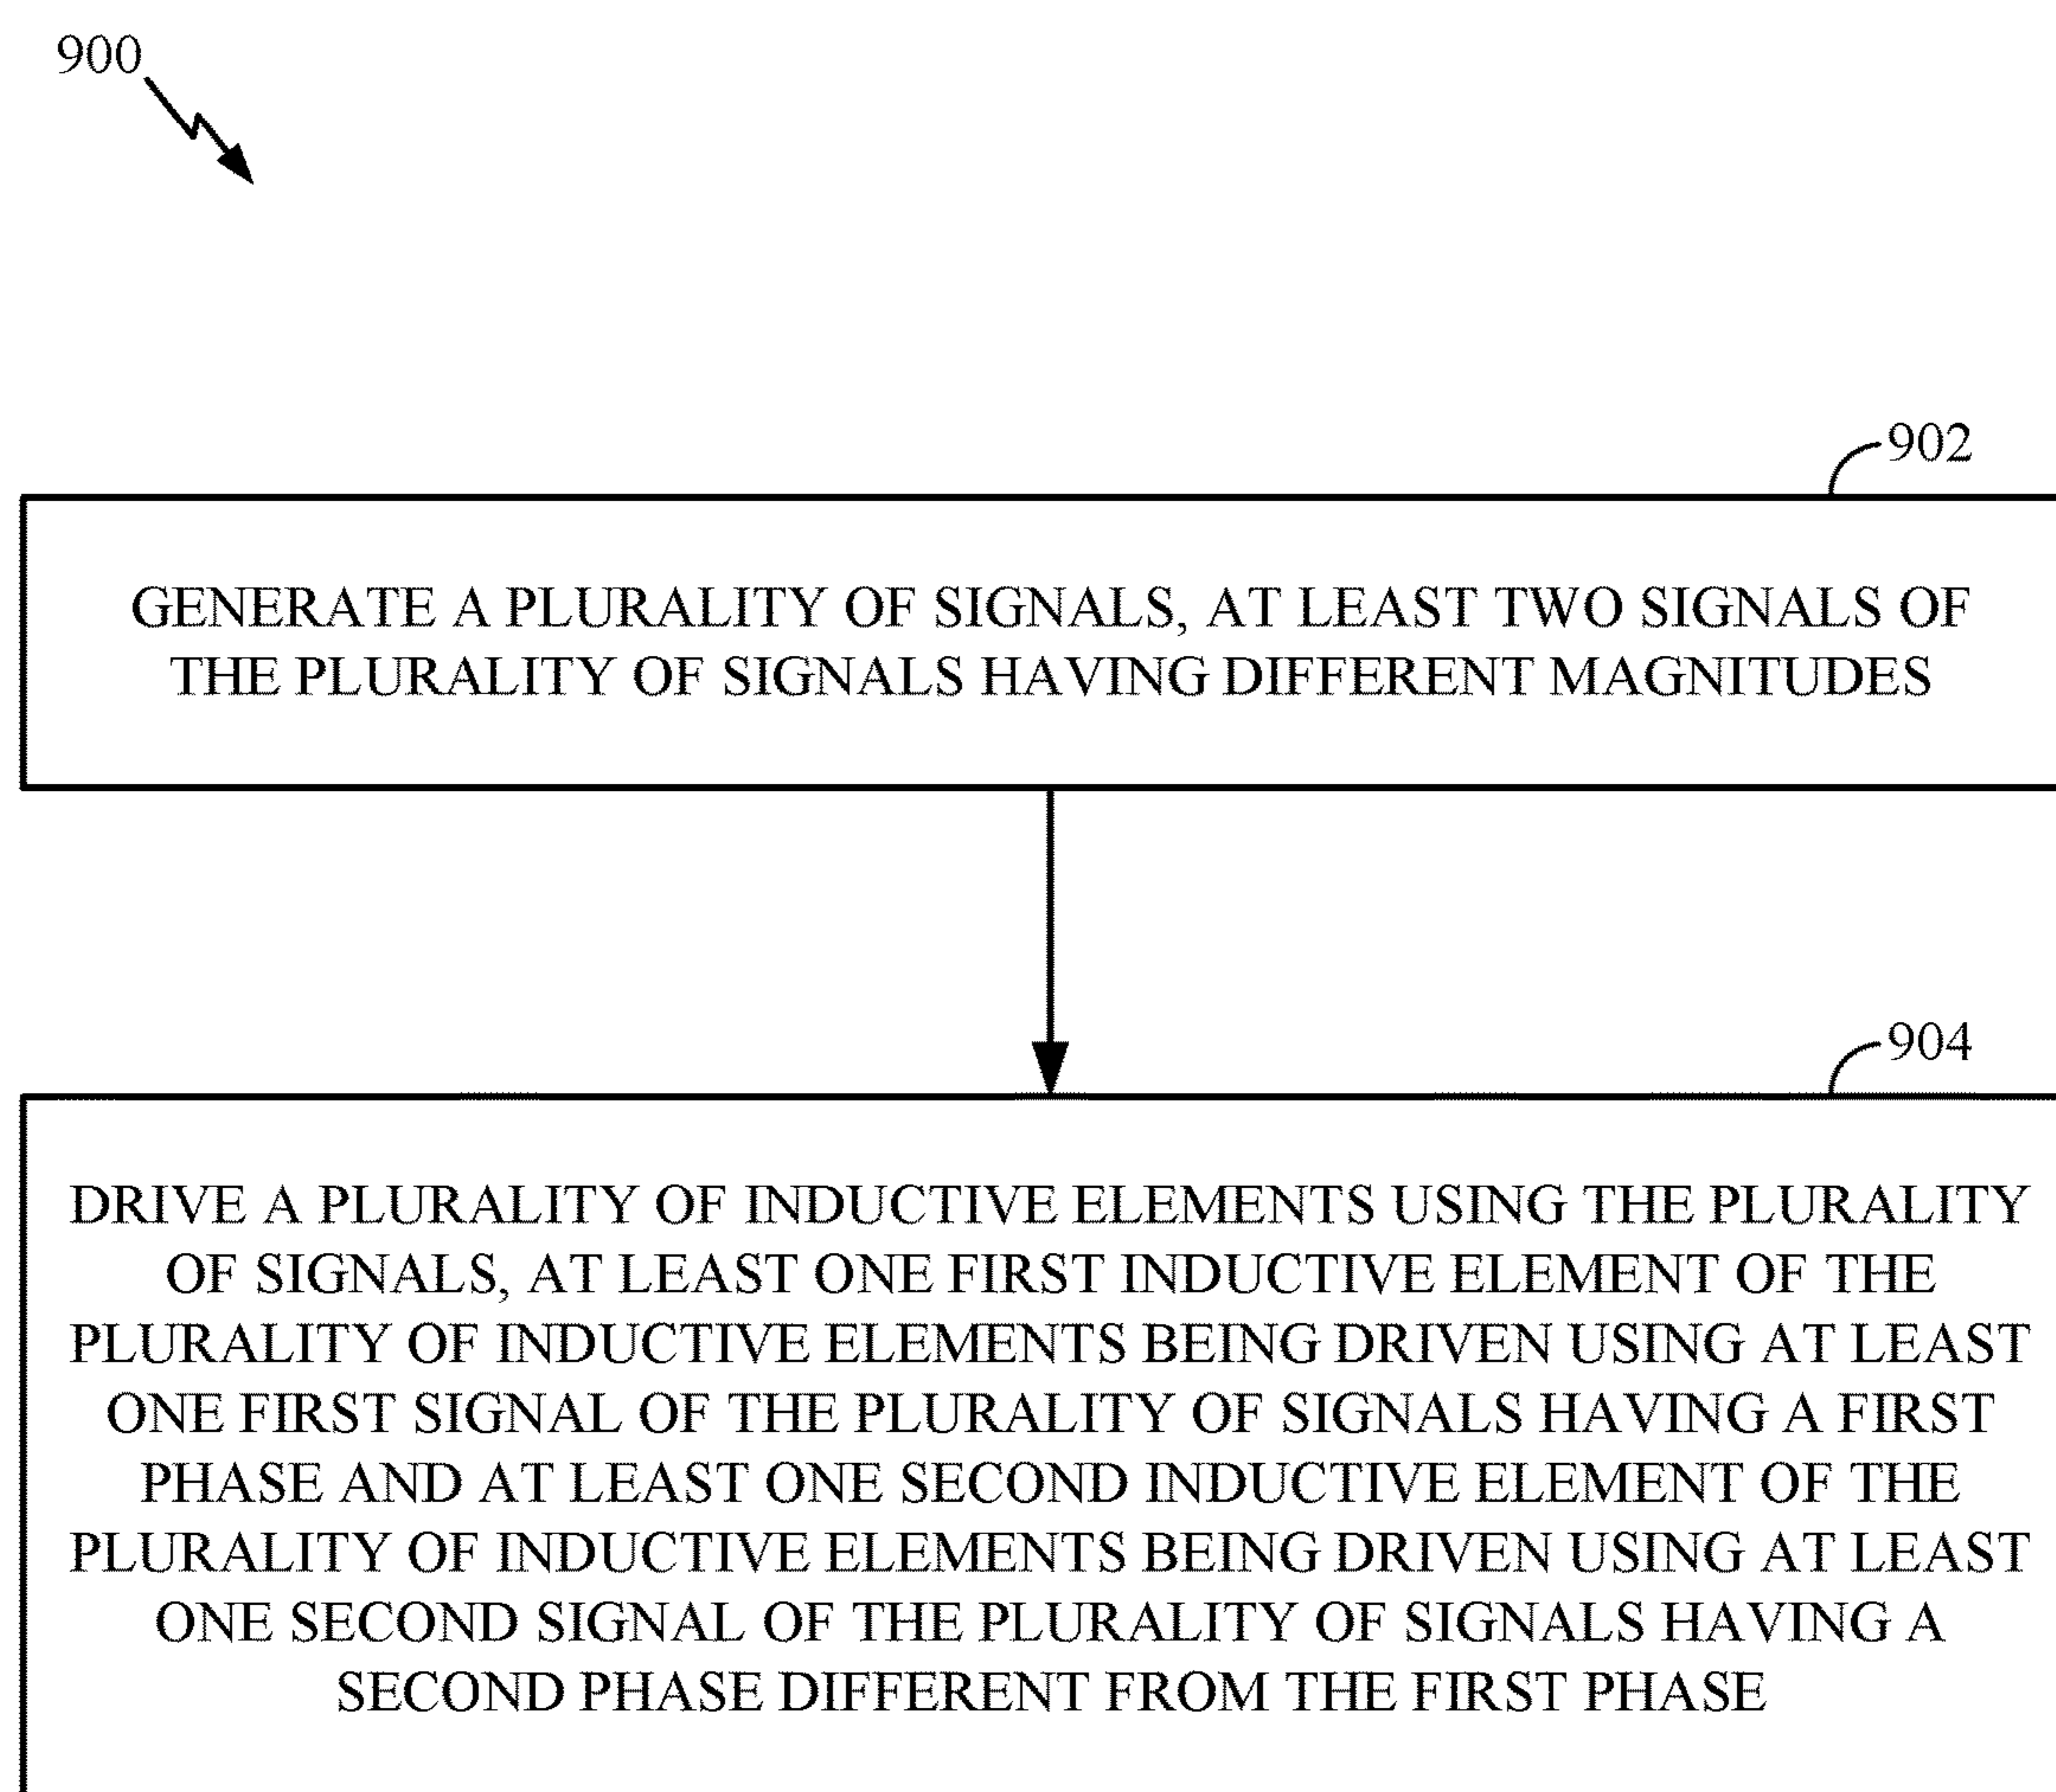 900
902
GENERATE A PLURALITY OF SIGNALS, AT LEAST TWO SIGNALS OF
THE PLURALITY OF SIGNALS HAVING DIFFERENT MAGNITUDES
904
DRIVE A PLURALITY OF INDUCTIVE ELEMENTS USING THE PLURALITY
OF SIGNALS, AT LEAST ONE FIRST INDUCTIVE ELEMENT OF THE
PLURALITY OF INDUCTIVE ELEMENTS BEING DRIVEN USING AT LEAST
ONE FIRST SIGNAL OF THE PLURALITY OF SIGNALS HAVING A FIRST
PHASE AND AT LEAST ONE SECOND INDUCTIVE ELEMENT OF THE
PLURALITY OF INDUCTIVE ELEMENTS BEING DRIVEN USING AT LEAST
ONE SECOND SIGNAL OF THE PLURALITY OF SIGNALS HAVING A
SECOND PHASE DIFFERENT FROM THE FIRST PHASE